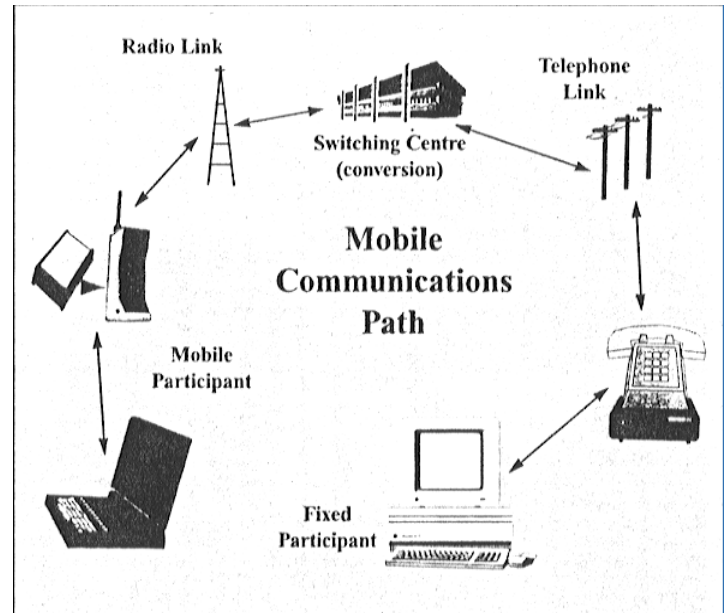 Radio Link
Telephone
Link
Switching Centre
(conversion)
Mobile
Communications
Path
Mobile
Participant
Fixed
Participant